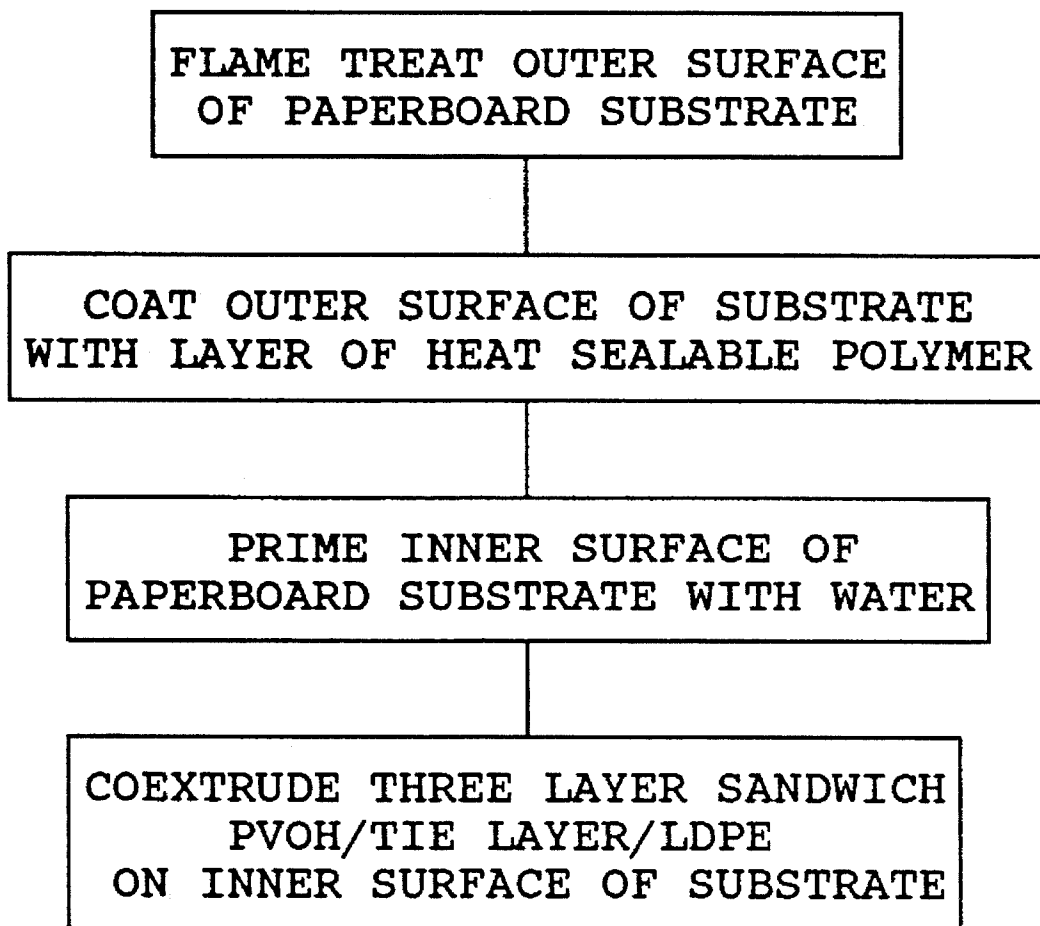 FLAME TREAT OUTER SURFACE
OF PAPERBOARD SUBSTRATE
COAT OUTER SURFACE OF SUBSTRATE
WITH LAYER OF HEAT SEALABLE POLYMER
PRIME INNER SURFACE OF
PAPERBOARD SUBSTRATE WITH WATER
COEXTRUDE THREE LAYER SANDWICH
PVOH/TIE LAYER/LDPE
ON INNER SURFACE OF SUBSTRATE